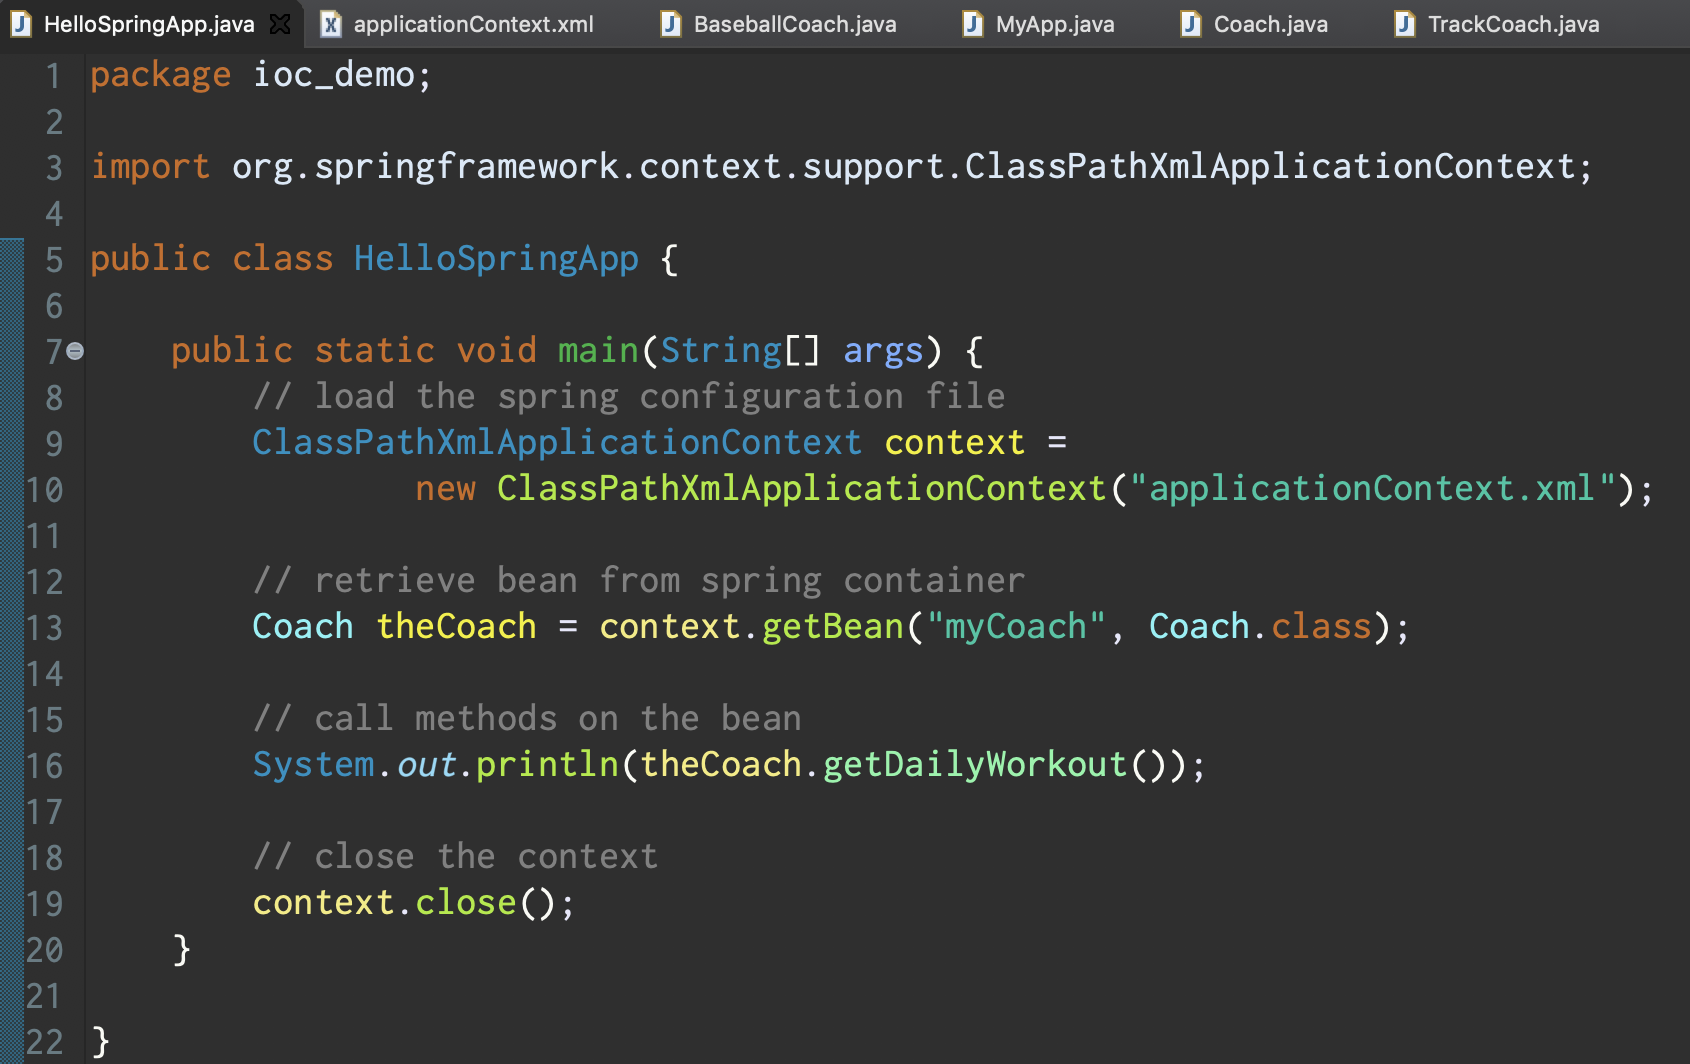 HelloSpringApp.java applicationContext.xml BaseballCoach.java MyApp.java Coach.java TrackCoach.java
1 package ioc_demo;
2
3 import org.springframework.context.support.ClassPathXmlApplicationContext;
4
5 public class HelloSpringApp {
6
7 public static void main(String[] args) {
8 // load the spring configuration file
9 ClassPathXmlApplicationContext context =
10 new ClassPathXmlApplicationContext("applicationContext.xml");
11
12 // retrieve bean from spring container
13 Coach theCoach = context.getBean("myCoach", Coach.class);
14
15 // call methods on the bean
16 System.out.println(theCoach.getDailyWorkout());
17
18 // close the context
19 context.close();
20 }
21
22 }